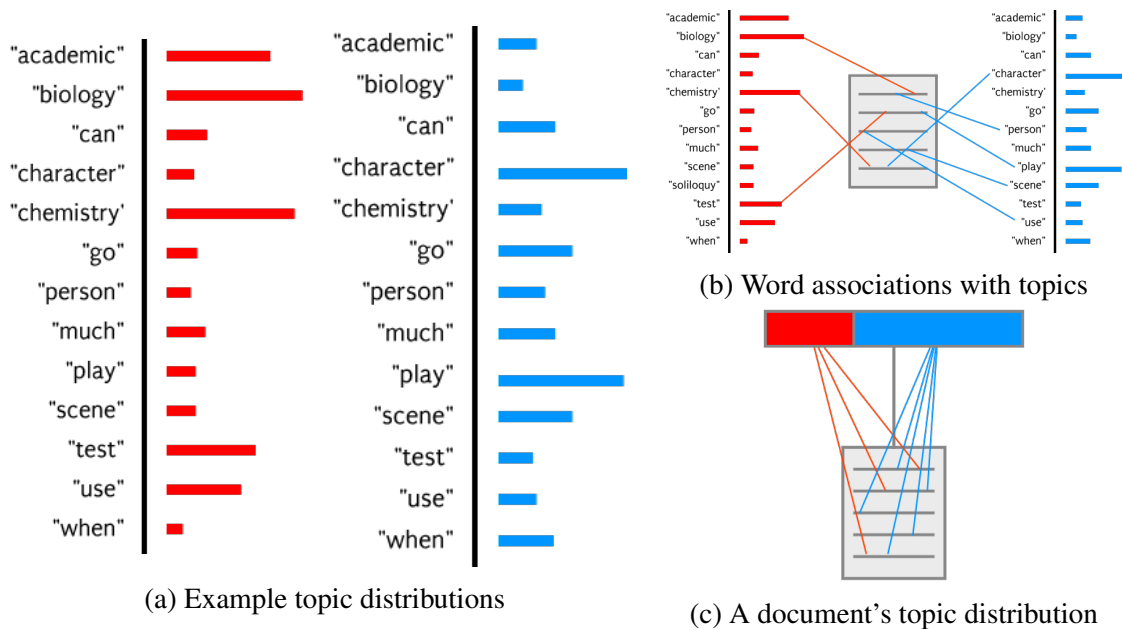 "academic"
"biology"
"can"
"character"
"chemistry'
"go"
"person"
"much"
"play"
"scene"
"test"
"use"
"when"
"academic"
"biology"
"can"
"character"
"chemistry'
"go"
"person"
"much"
"play"
"scene"
"test"
"use"
"when"
(a) Example topic distributions
"academic"
"biology"
"can"
"character"
"chemistry'
"go"
"person"
"much"
"scene"
"soliloquy"
"test"
"use"
"when"
"academic"
"biology"
"can"
"character"
"chemistry'
"go"
"person"
"much"
"play"
"scene"
"test"
"use"
"when"
(b) Word associations with topics
(c) A document's topic distribution